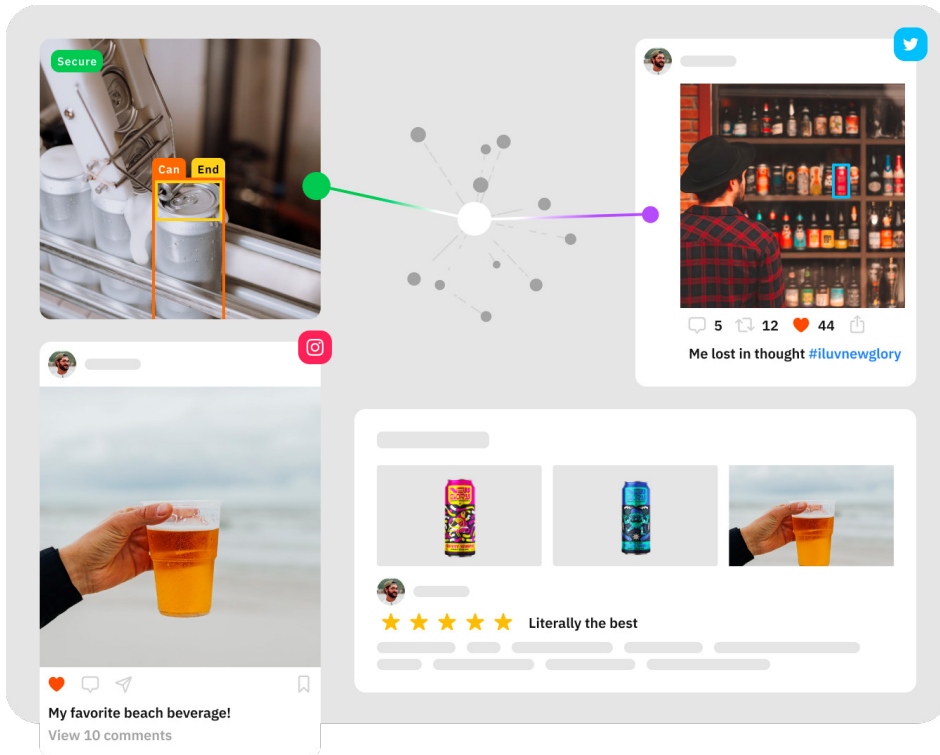 Secure
Can
End
5
12
44
Me lost in thought #iluvnewglory
Literally the best
My favorite beach beverage!
View 10 comments